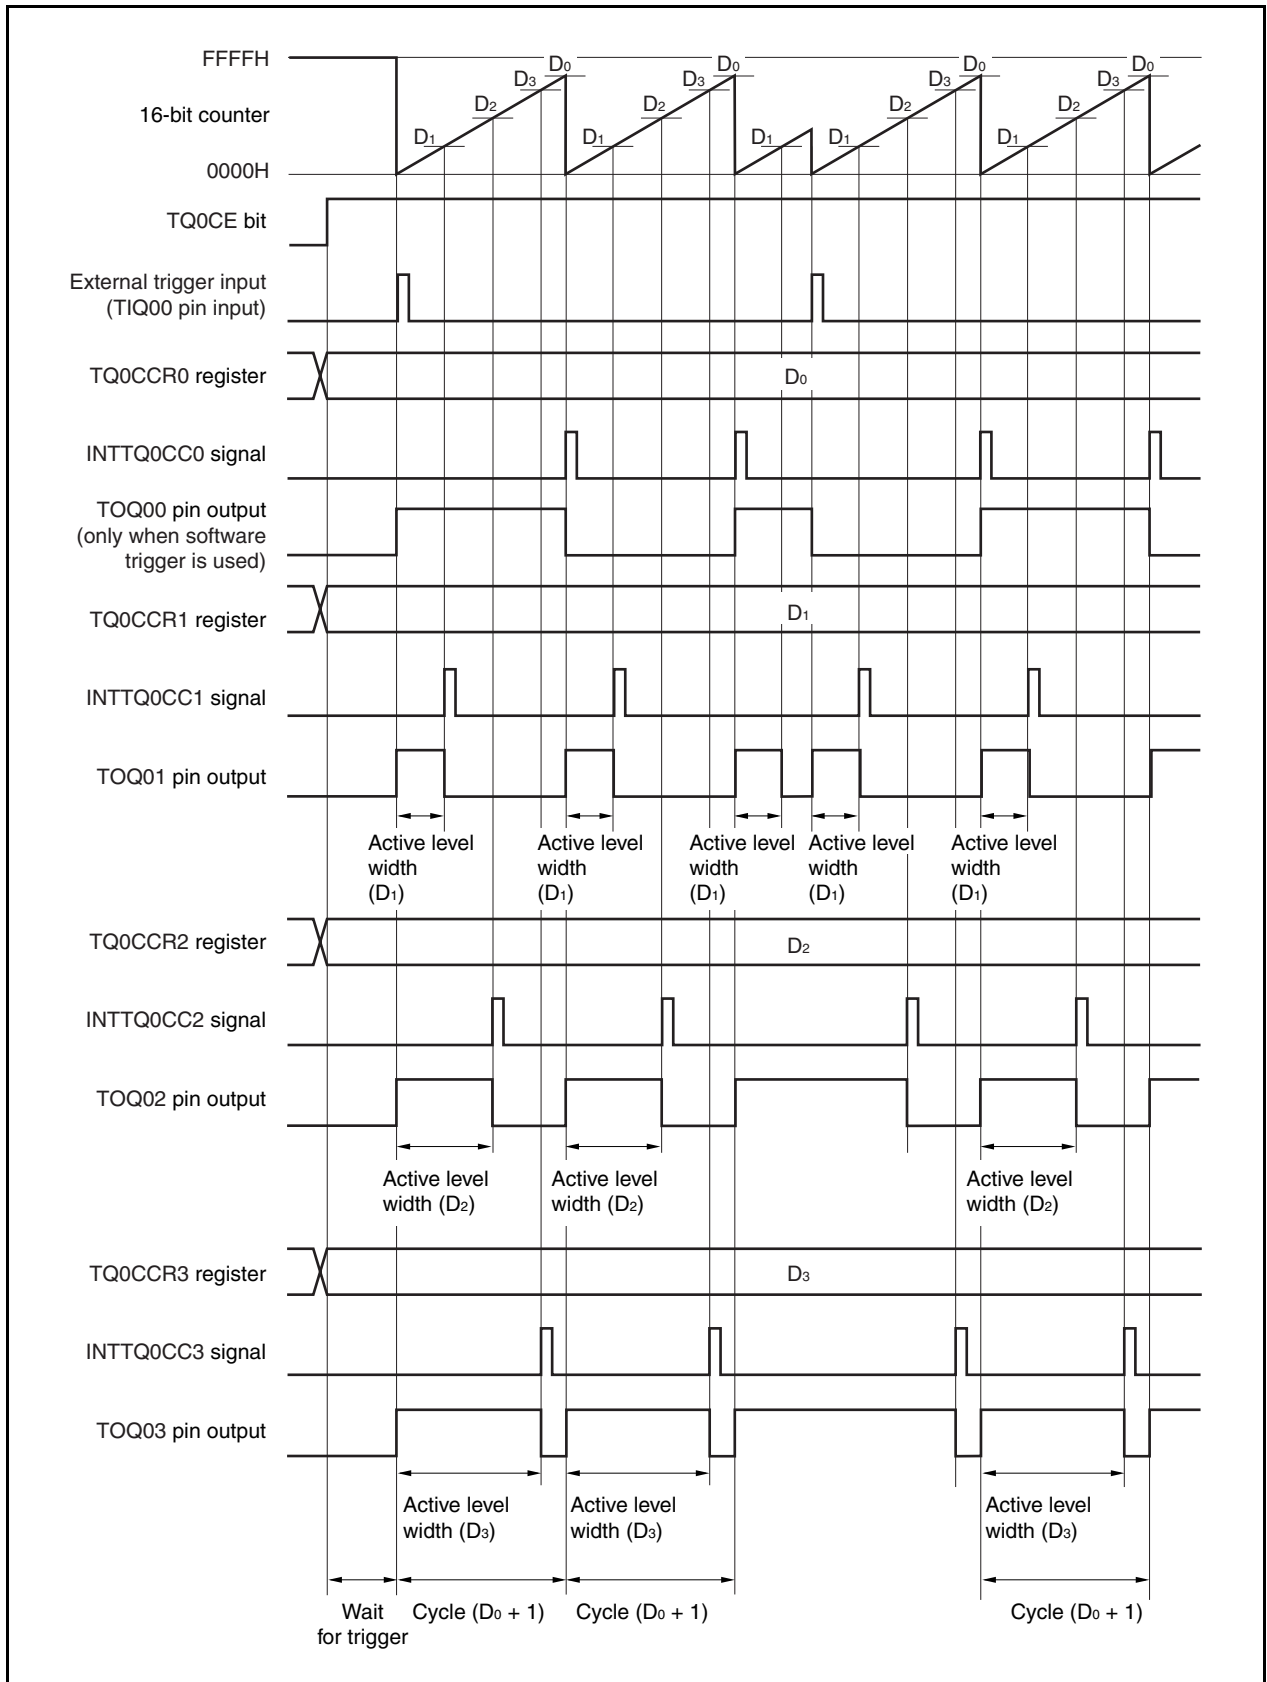 FFFFH
D0 D0 D0 D0
D3 D3 D3 D3
D2 D2 D2 D2
16-bit counter
D1 D1 D1 D1 D1
0000H
TQ0CE bit
External trigger input
(TIQ00 pin input)
TQ0CCR0 register
D0
INTTQ0CC0 signal
TOQ00 pin output
(only when software
trigger is used)
TQ0CCR1 register
D1
INTTQ0CC1 signal
TOQ01 pin output
Active level Active level Active level Active level Active level
width width width width width
(D1) (D1) (D1) (D1) (D1)
TQ0CCR2 register
D2
INTTQ0CC2 signal
TOQ02 pin output
Active level Active level Active level
width (D2) width (D2) width (D2)
TQ0CCR3 register
D3
INTTQ0CC3 signal
TOQ03 pin output
Active level Active level Active level
width (D3) width (D3) width (D3)
Wait Cycle (D0 + 1) Cycle (D0 + 1) Cycle (D0 + 1)
for trigger